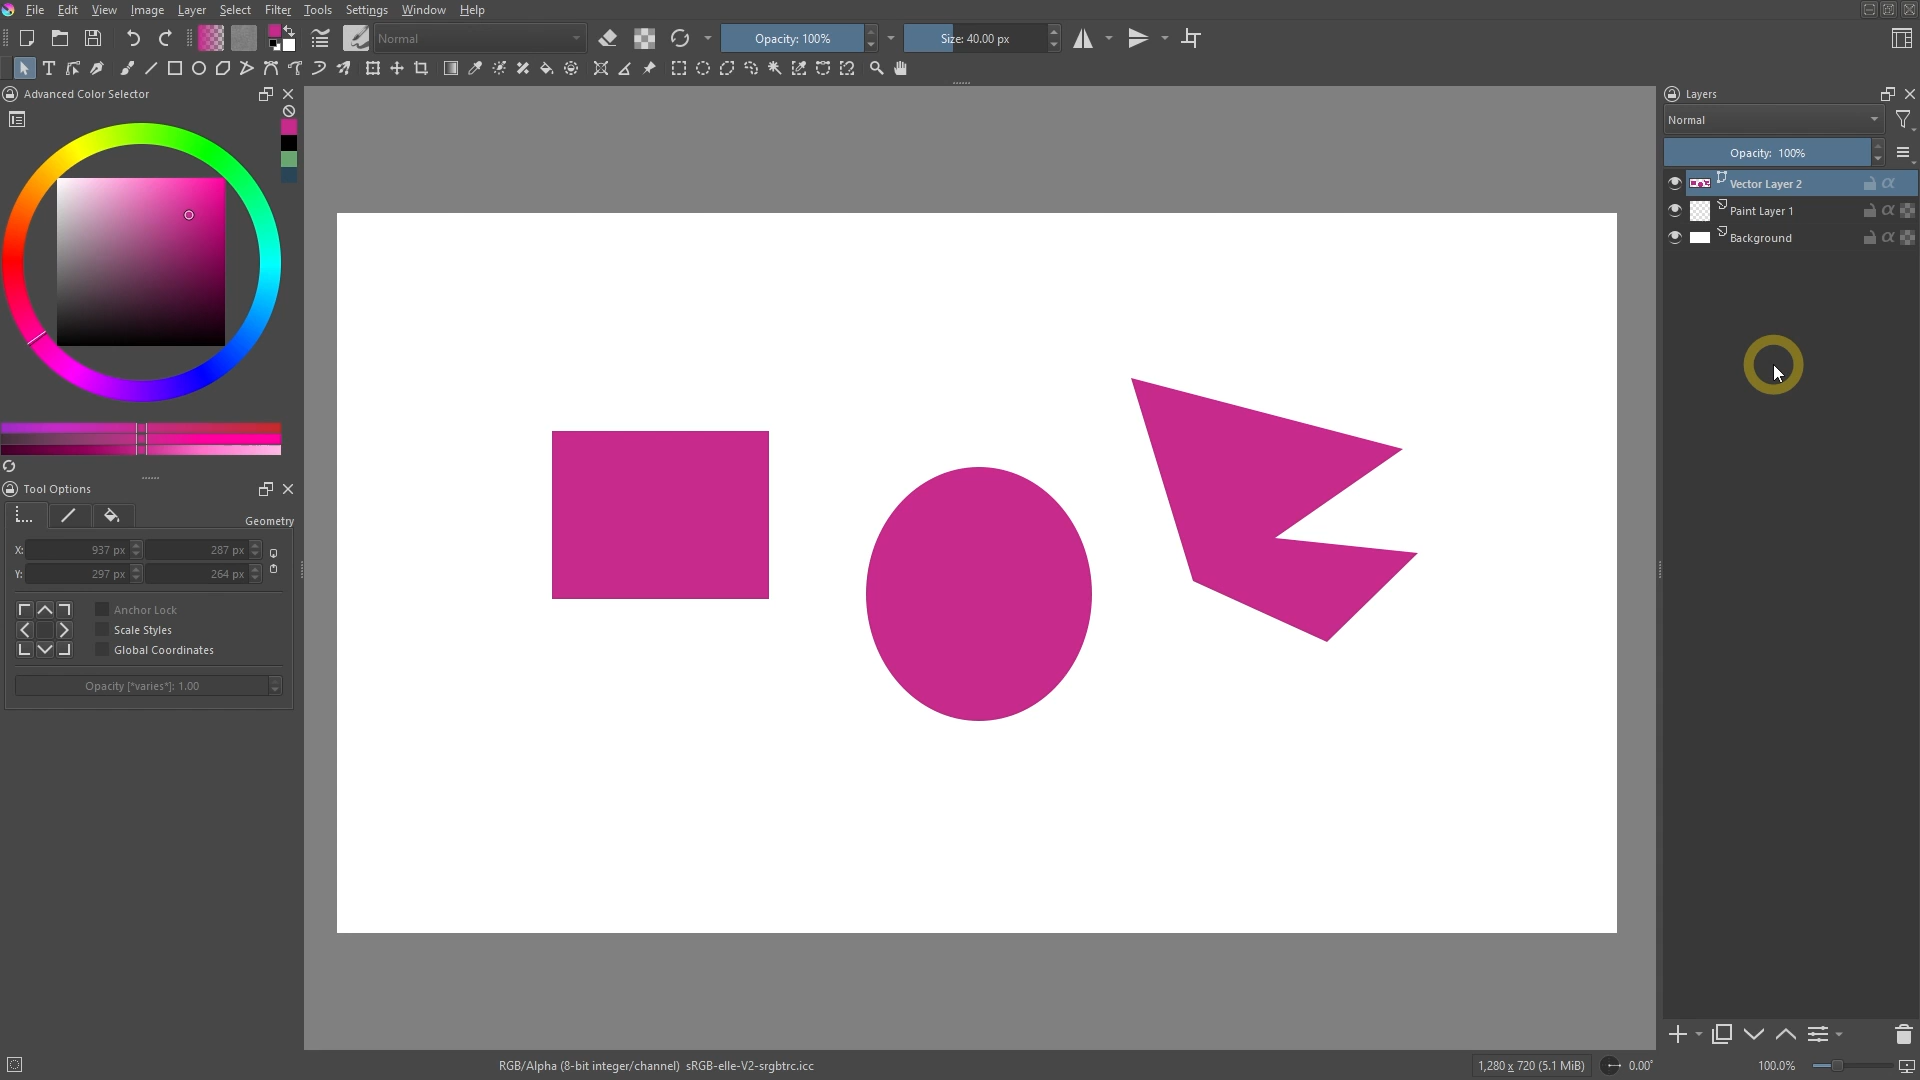 File Edit View Image Layer Select Filter Tools Settings Window Help
Normal
Opacity: 100%
Size: 40.00 px
Advanced Color Selector
Layers
Normal
Opacity: 100%
Vector Layer 2
Paint Layer 1
Background
Tool Options
Geometry
X: 937 px 287 px
Y: 297 px 264 px
Anchor Lock
Scale Styles
Global Coordinates
Opacity [*varies*]: 1.00
RGB/Alpha (8-bit integer/channel) sRGB-elle-V2-srgbtrc.icc
1,280 x 720 (5.1 MiB)
0.00°
100.0%